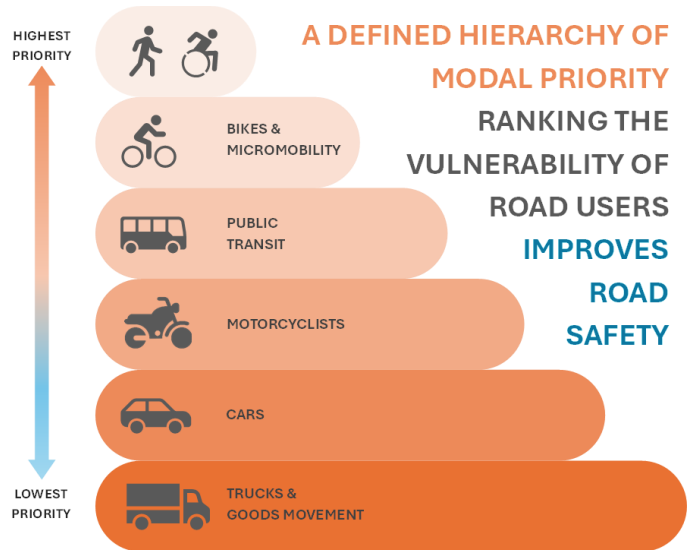 HIGHEST
PRIORITY
A DEFINED HIERARCHY OF
MODAL PRIORITY
RANKING THE
VULNERABILITY OF
ROAD USERS
IMPROVES
ROAD
SAFETY
BIKES &
MICROMOBILITY
PUBLIC
TRANSIT
MOTORCYCLISTS
CARS
LOWEST
PRIORITY
TRUCKS &
GOODS MOVEMENT